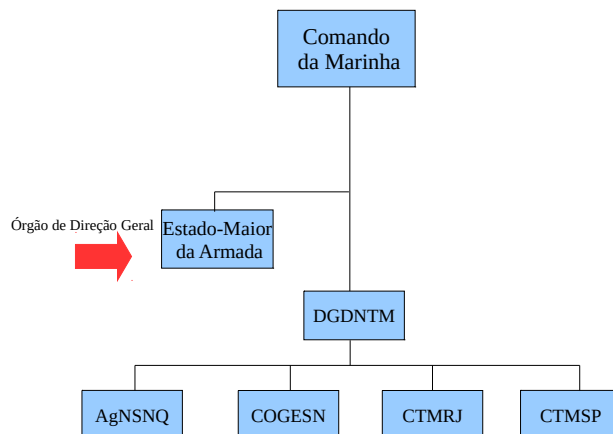 Comando
da Marinha
Órgão de Direção Geral
Estado-Maior
da Armada
DGDNTM
AgNSNQ
COGESN
CTMRJ
CTMSP